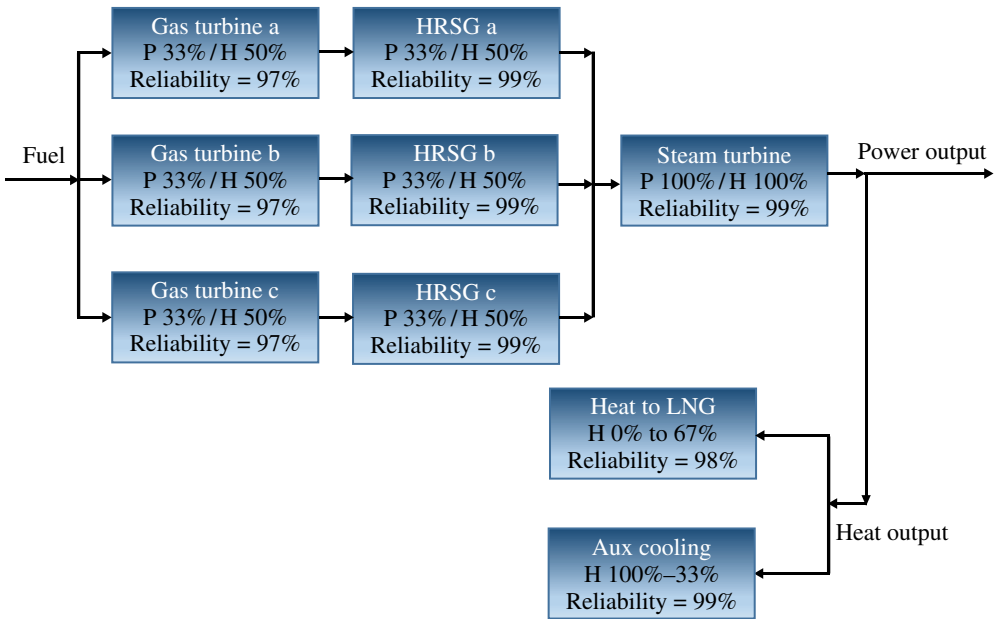 Gas turbine a
P 33% / H 50%
Reliability = 97%
HRSG a
P 33% / H 50%
Reliability = 99%
Fuel
Gas turbine b
P 33% / H 50%
Reliability = 97%
HRSG b
P 33% / H 50%
Reliability = 99%
Steam turbine
P 100% / H 100%
Reliability = 99%
Power output
Gas turbine c
P 33% / H 50%
Reliability = 97%
HRSG c
P 33% / H 50%
Reliability = 99%
Heat to LNG
H 0% to 67%
Reliability = 98%
Heat output
Aux cooling
H 100%–33%
Reliability = 99%